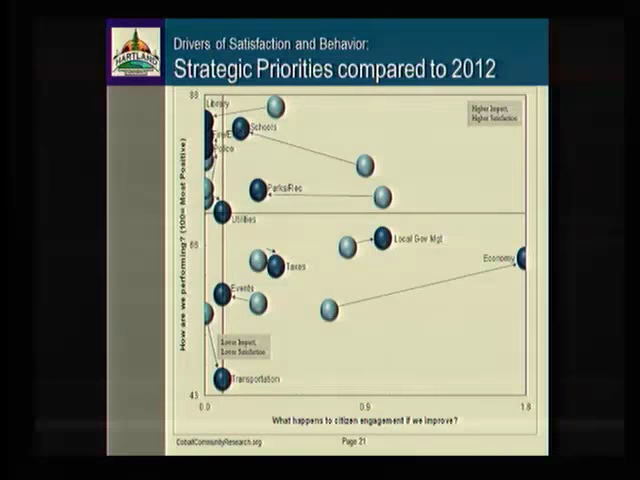 HARTLAND
Drivers of Satisfaction and Behavior:
Strategic Priorities compared to 2012
How are we performing? (100= Most Positive)
88
Library
Schools
Police
Higher Impact,
Higher Satisfaction
Parks/Rec
Utilities
Local Gov Mgt
Economy
Taxes
Events
Lower Impact,
Lower Satisfaction
Transportation
43
0.0
0.9
1.8
What happens to citizen engagement if we improve?
CobaltCommunityResearch.org
Page 21